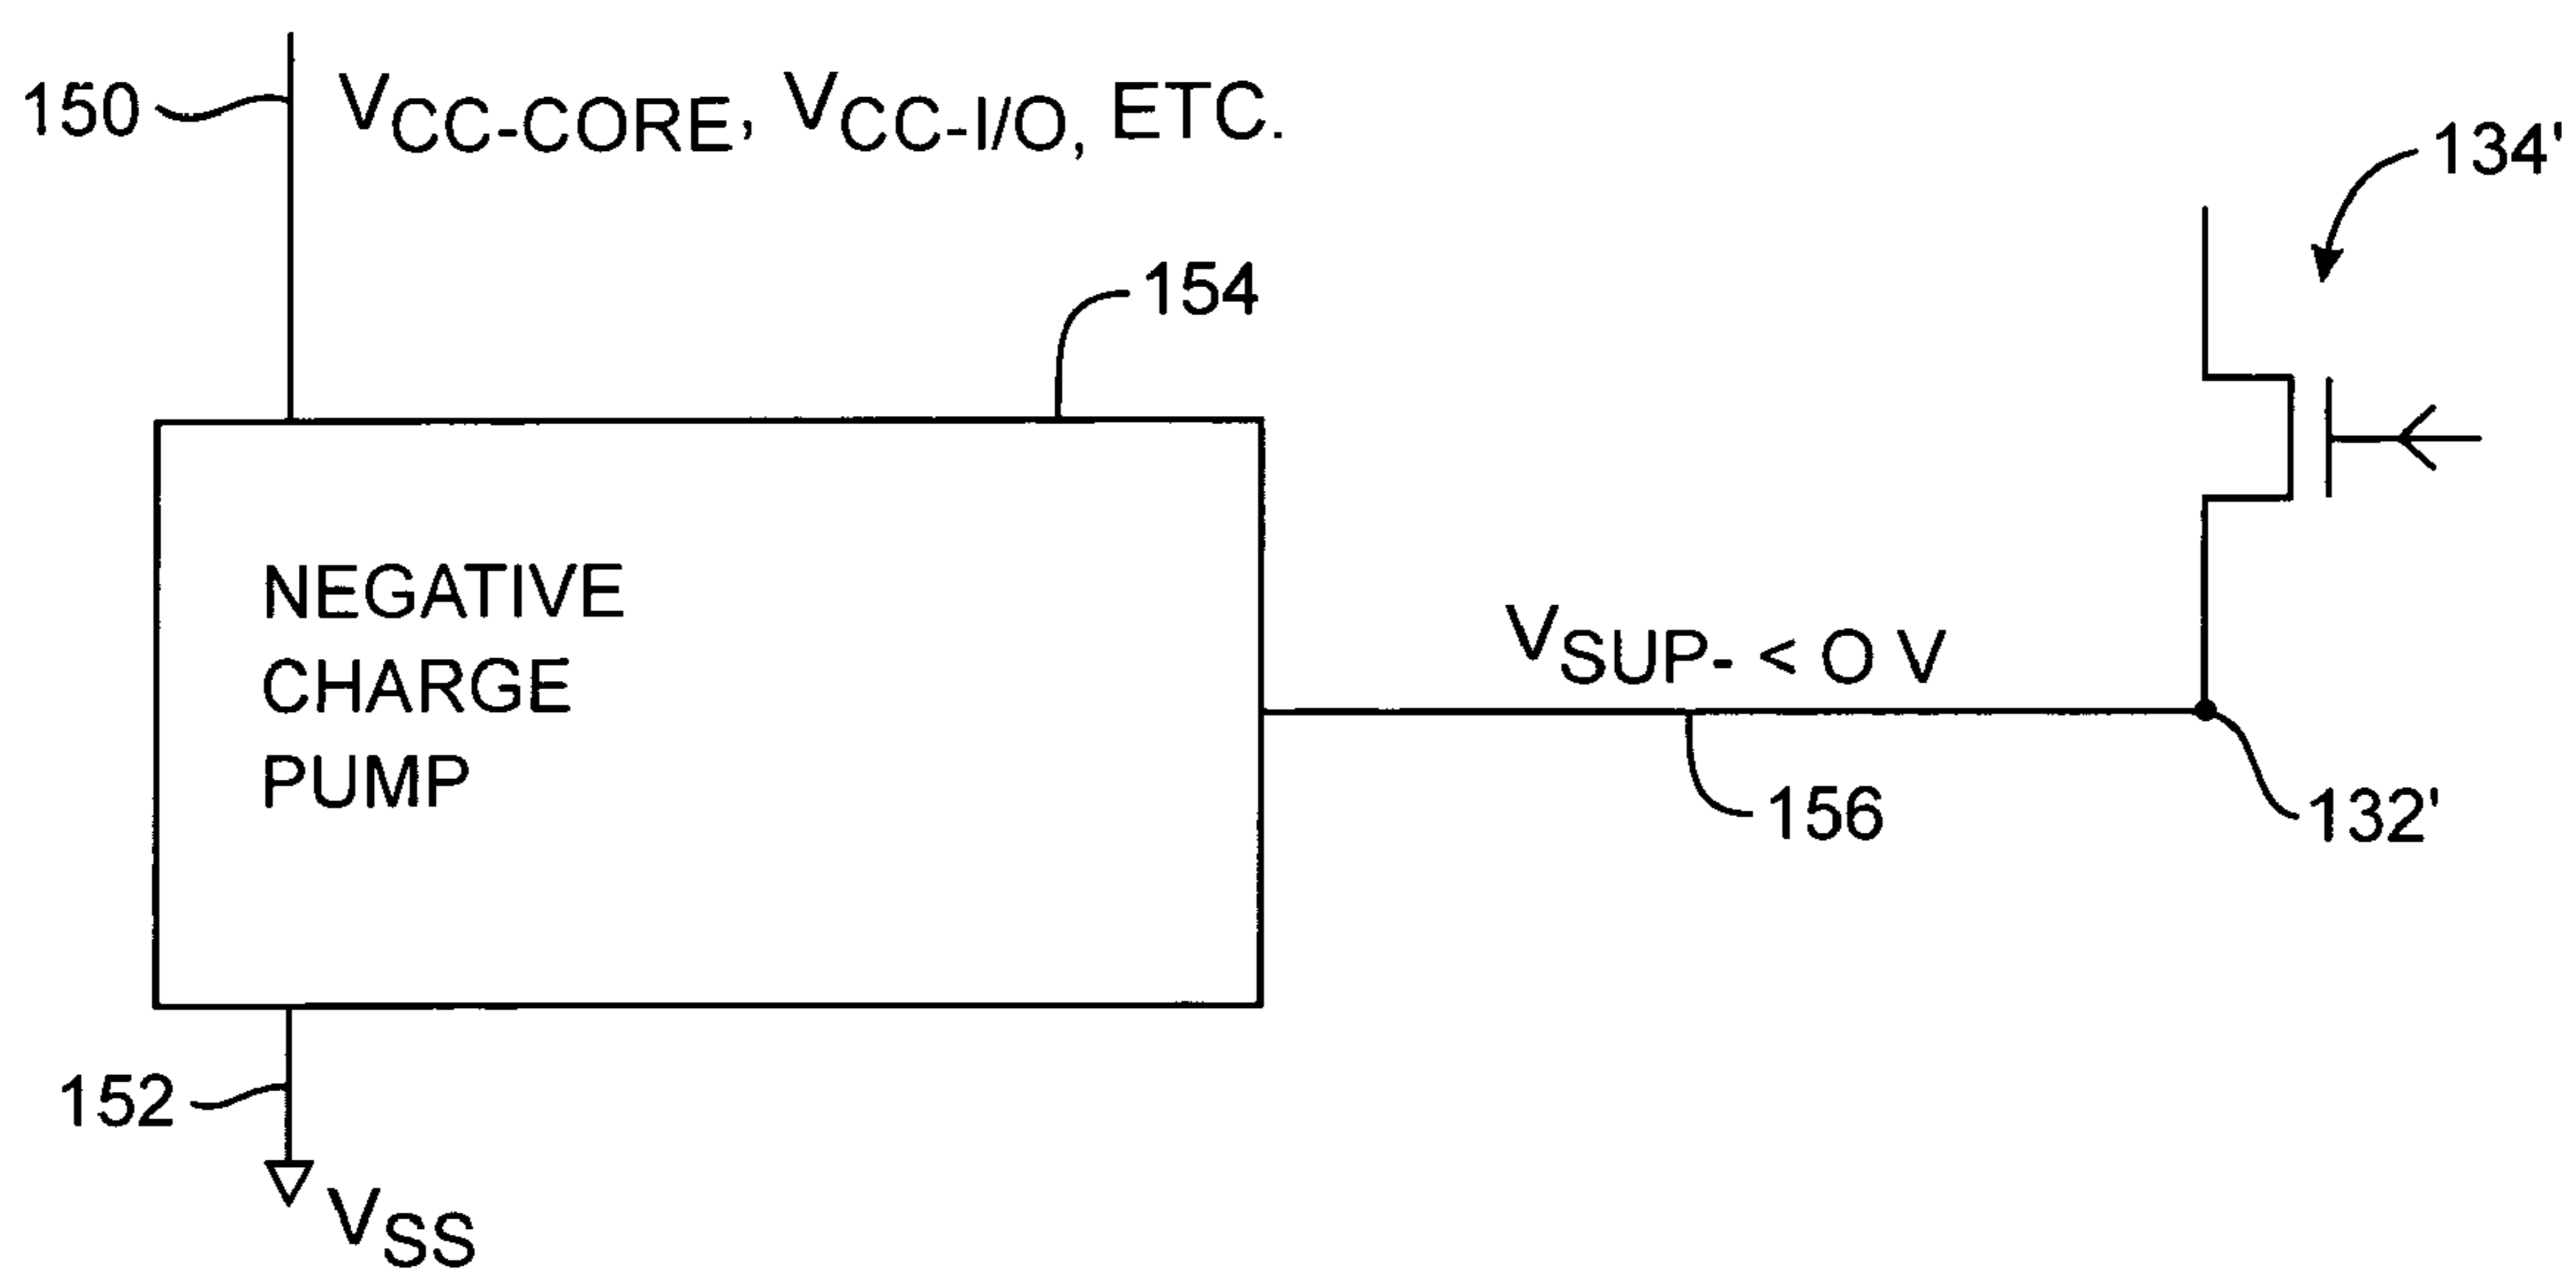 150
VCC-CORE, VCC-I/O, ETC.
134'
154
NEGATIVE
CHARGE
PUMP
VSUP- < O V
156
132'
152
VSS